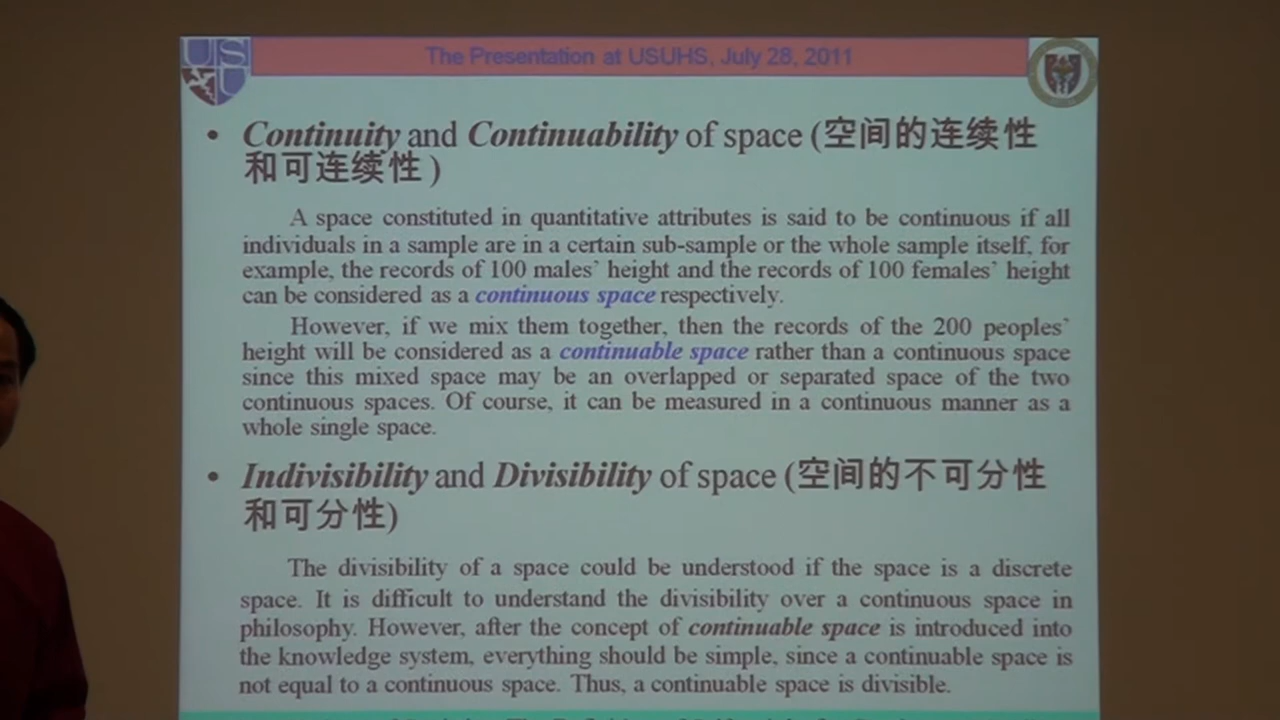 The Presentation at USUHS, July 28, 2011
• Continuity and Continuability of space (空间的连续性
和可连续性 )
A space constituted in quantitative attributes is said to be continuous if all
individuals in a sample are in a certain sub-sample or the whole sample itself, for
example, the records of 100 males’ height and the records of 100 females’ height
can be considered as a continuous space respectively.
However, if we mix them together, then the records of the 200 peoples’
height will be considered as a continuable space rather than a continuous space
since this mixed space may be an overlapped or separated space of the two
continuous spaces. Of course, it can be measured in a continuous manner as a
whole single space.
• Indivisibility and Divisibility of space (空间的不可分性
和可分性)
The divisibility of a space could be understood if the space is a discrete
space. It is difficult to understand the divisibility over a continuous space in
philosophy. However, after the concept of continuable space is introduced into
the knowledge system, everything should be simple, since a continuable space is
not equal to a continuous space. Thus, a continuable space is divisible.